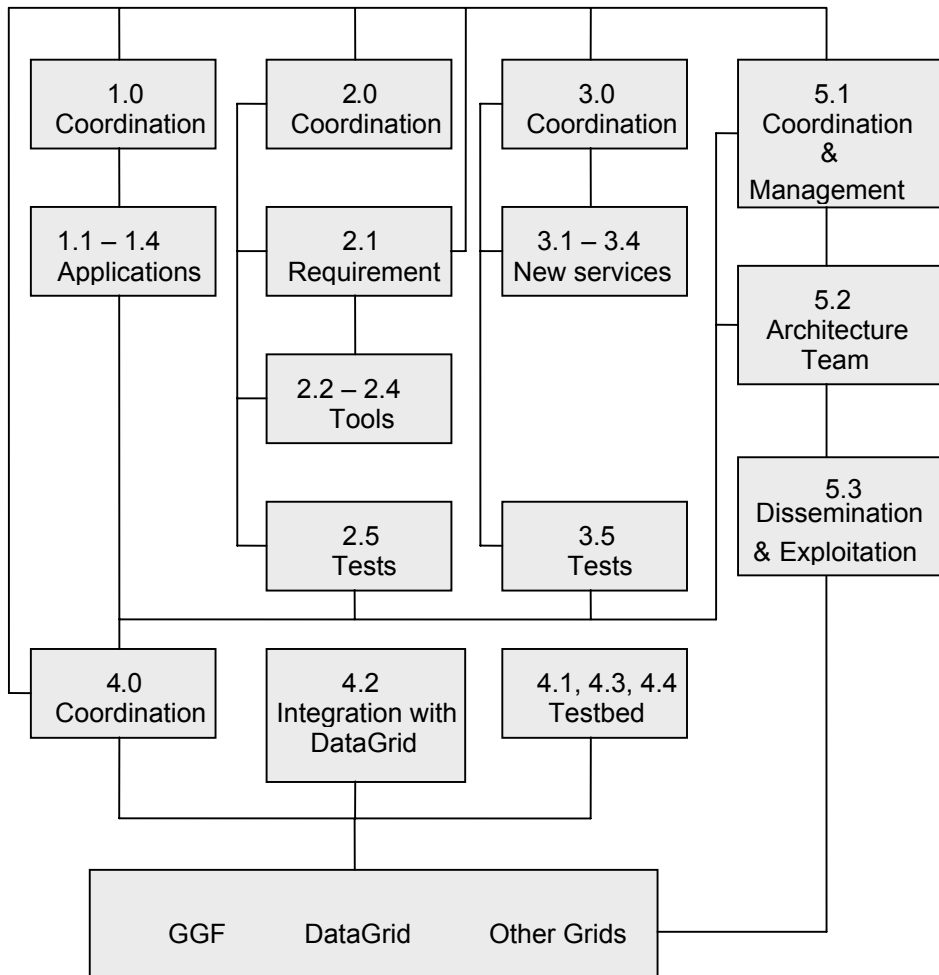 1.0
Coordination
2.0
Coordination
3.0
Coordination
5.1
Coordination
&
Management
1.1 – 1.4
Applications
2.1
Requirement
3.1 – 3.4
New services
5.2
Architecture
Team
2.2 – 2.4
Tools
5.3
Dissemination
& Exploitation
2.5
Tests
3.5
Tests
4.0
Coordination
4.2
Integration with
DataGrid
4.1, 4.3, 4.4
Testbed
GGF DataGrid Other Grids